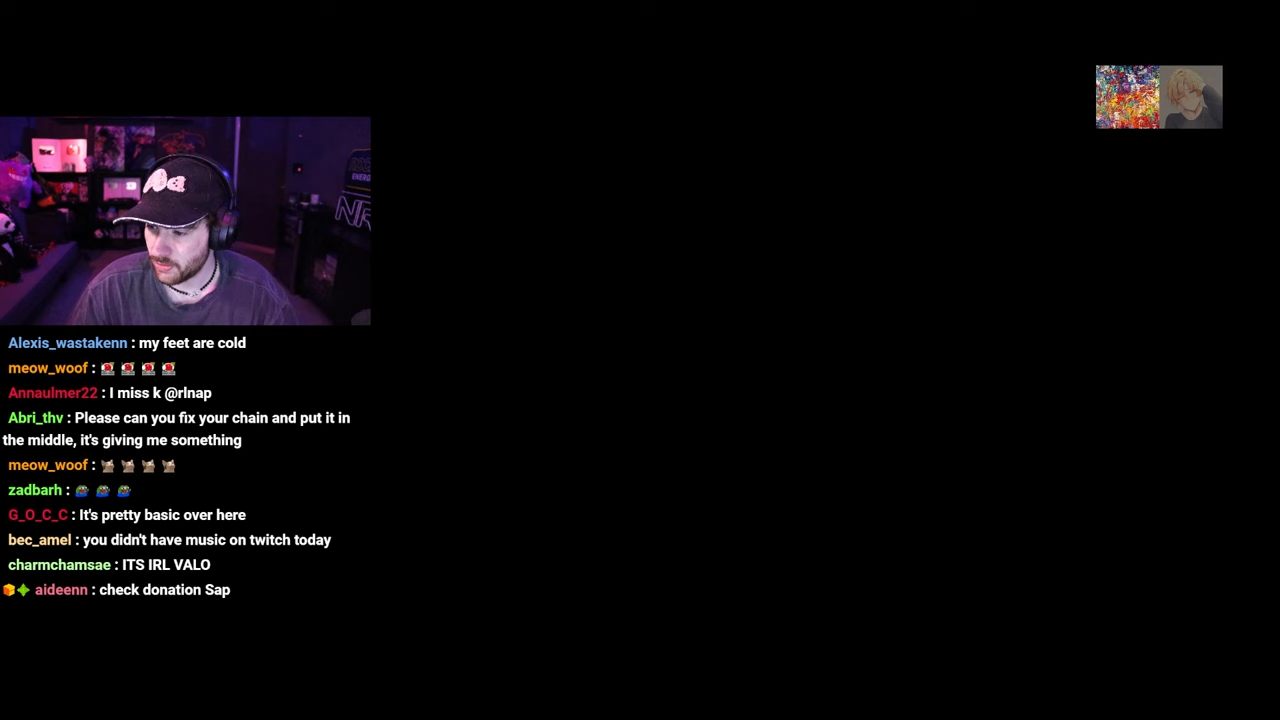 NR
ENERG
Alexis_wastakenn : my feet are cold
meow_woof :
Annaulmer22 : I miss k @rlnap
Abri_thv : Please can you fix your chain and put it in
the middle, it's giving me something
meow_woof :
zadbarh :
G_O_C_C : It's pretty basic over here
bec_amel : you didn't have music on twitch today
charmchamsae : ITS IRL VALO
aideenn : check donation Sap